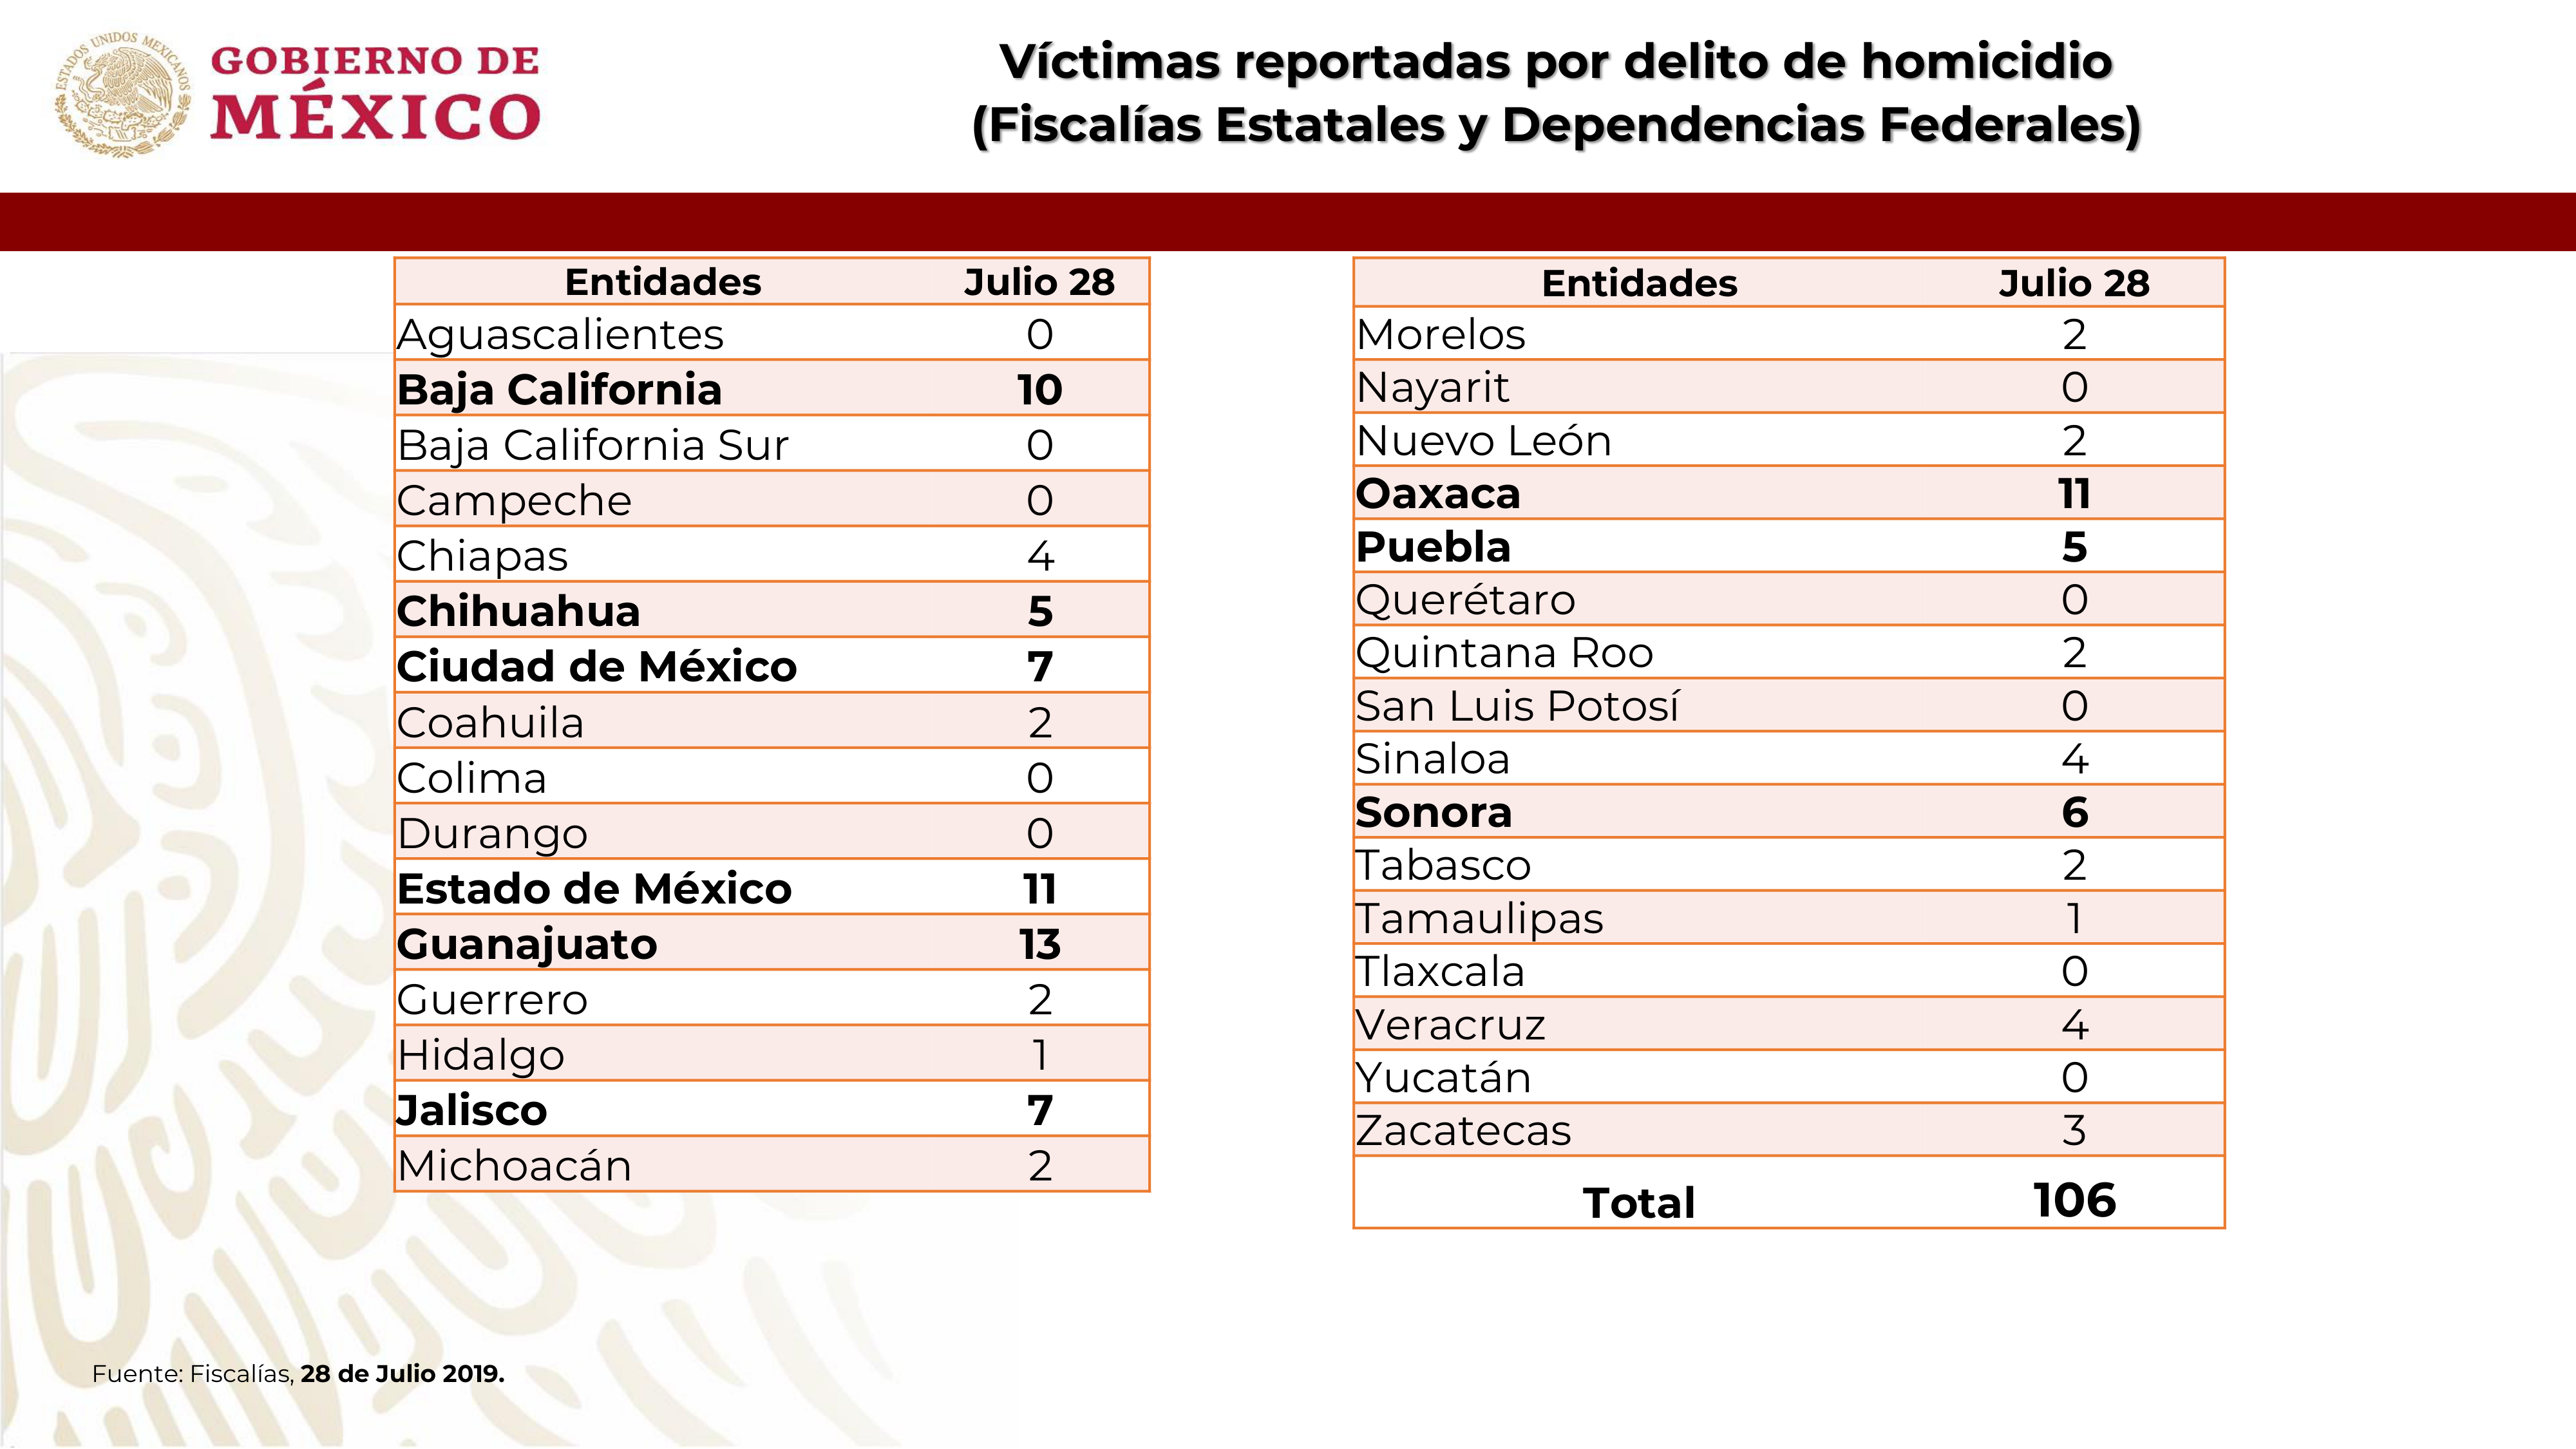 ESTADOS UNIDOS MEXICANOS
GOBIERNO DE
MÉXICO
Víctimas reportadas por delito de homicidio
(Fiscalías Estatales y Dependencias Federales)
Entidades Julio 28
Aguascalientes 0
Baja California 10
Baja California Sur 0
Campeche 0
Chiapas 4
Chihuahua 5
Ciudad de México 7
Coahuila 2
Colima 0
Durango 0
Estado de México 11
Guanajuato 13
Guerrero 2
Hidalgo 1
Jalisco 7
Michoacán 2
Entidades Julio 28
Morelos 2
Nayarit 0
Nuevo León 2
Oaxaca 11
Puebla 5
Querétaro 0
Quintana Roo 2
San Luis Potosí 0
Sinaloa 4
Sonora 6
Tabasco 2
Tamaulipas 1
Tlaxcala 0
Veracruz 4
Yucatán 0
Zacatecas 3
Total 106
Fuente: Fiscalías, 28 de Julio 2019.